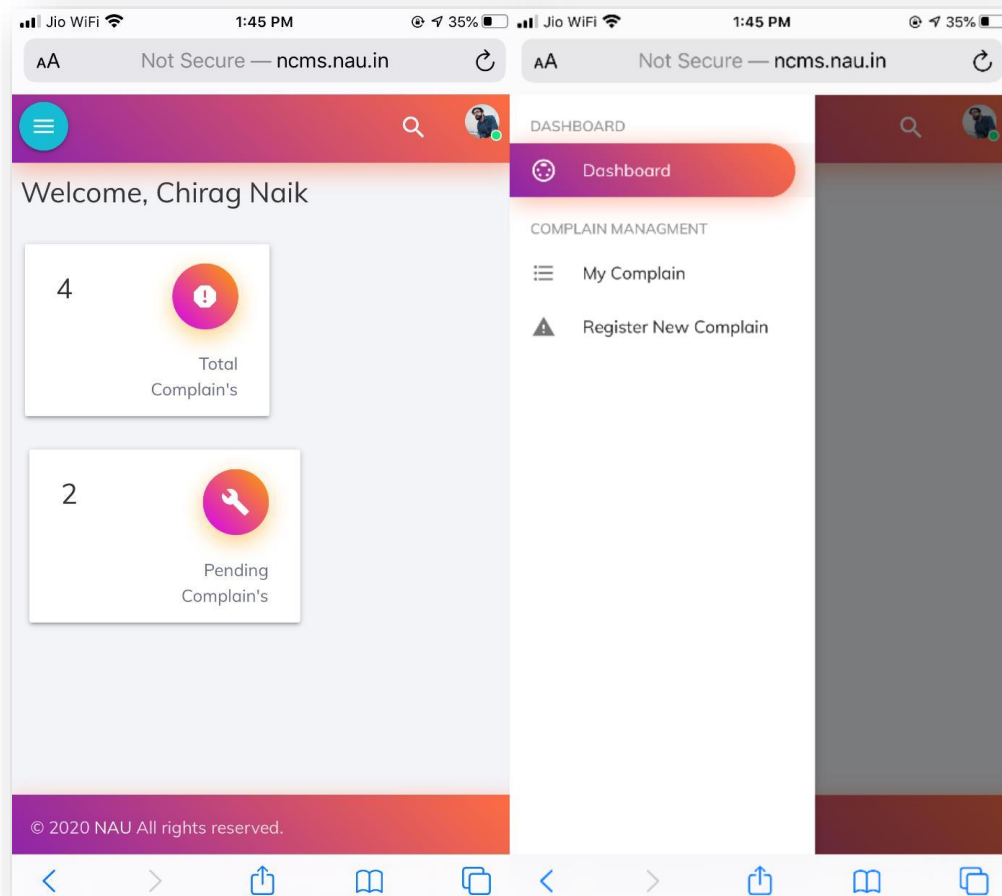 Jio WiFi 1:45 PM 35%
AA Not Secure — ncms.nau.in
Welcome, Chirag Naik
4
Total
Complain's
2
Pending
Complain's
© 2020 NAU All rights reserved.
Jio WiFi 1:45 PM 35%
AA Not Secure — ncms.nau.in
DASHBOARD
Dashboard
COMPLAIN MANAGMENT
My Complain
Register New Complain